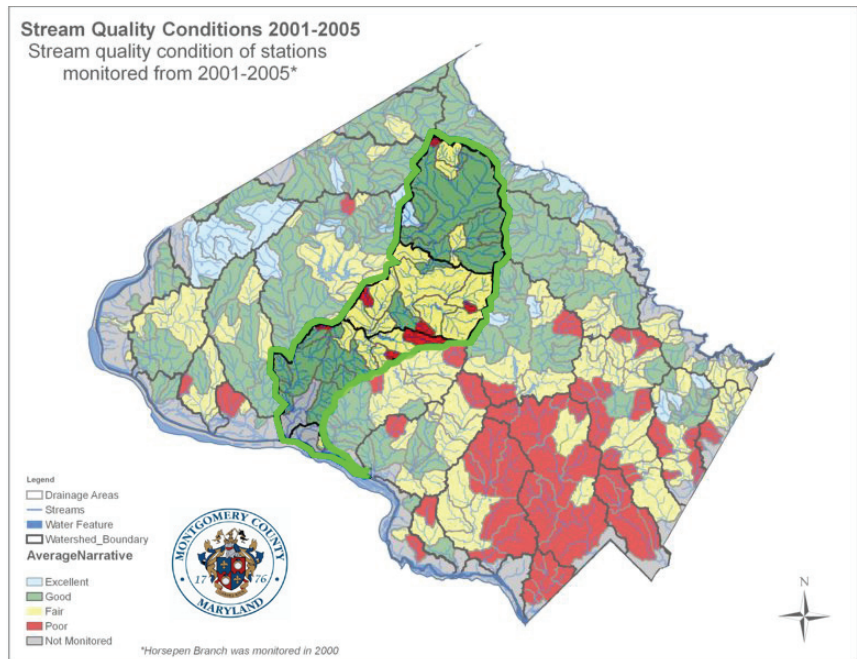 Stream Quality Conditions 2001-2005
Stream quality condition of stations
monitored from 2001-2005*
Legend
Drainage Areas
Streams
Water Feature
Watershed_Boundary
AverageNarrative
Excellent
Good
Fair
Poor
Not Monitored
MONTGOMERY COUNTY
17 76
MARYLAND
N
*Horsepen Branch was monitored in 2000